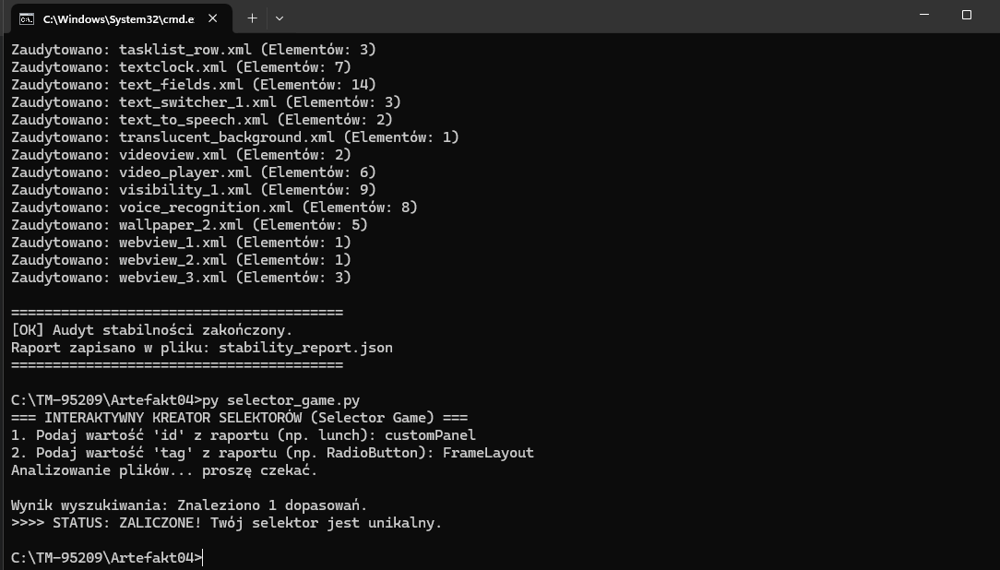 C:\Windows\System32\cmd.e
Zaudytowano: tasklist_row.xml (Elementów: 3)
Zaudytowano: textclock.xml (Elementów: 7)
Zaudytowano: text_fields.xml (Elementów: 14)
Zaudytowano: text_switcher_1.xml (Elementów: 3)
Zaudytowano: text_to_speech.xml (Elementów: 2)
Zaudytowano: translucent_background.xml (Elementów: 1)
Zaudytowano: videoview.xml (Elementów: 2)
Zaudytowano: video_player.xml (Elementów: 6)
Zaudytowano: visibility_1.xml (Elementów: 9)
Zaudytowano: voice_recognition.xml (Elementów: 8)
Zaudytowano: wallpaper_2.xml (Elementów: 5)
Zaudytowano: webview_1.xml (Elementów: 1)
Zaudytowano: webview_2.xml (Elementów: 1)
Zaudytowano: webview_3.xml (Elementów: 3)
========================================
[OK] Audyt stabilności zakończony.
Raport zapisano w pliku: stability_report.json
========================================
C:\TM-95209\Artefakt04>py selector_game.py
=== INTERAKTYWNY KREATOR SELEKTORÓW (Selector Game) ===
1. Podaj wartość 'id' z raportu (np. lunch): customPanel
2. Podaj wartość 'tag' z raportu (np. RadioButton): FrameLayout
Analizowanie plików... proszę czekać.
Wynik wyszukiwania: Znaleziono 1 dopasowań.
>>>> STATUS: ZALICZONE! Twój selektor jest unikalny.
C:\TM-95209\Artefakt04>